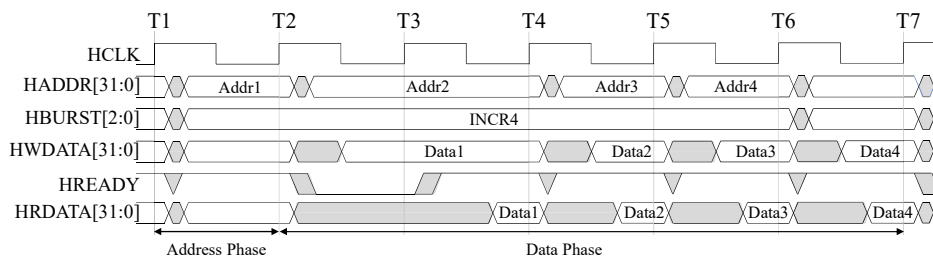 T1 T2 T3 T4 T5 T6 T7
HCLK
HADDR[31:0] Addr1 Addr2 Addr3 Addr4
HBURST[2:0] INCR4
HWDATA[31:0] Data1 Data2 Data3 Data4
HREADY
HRDATA[31:0] Data1 Data2 Data3 Data4
Address Phase Data Phase